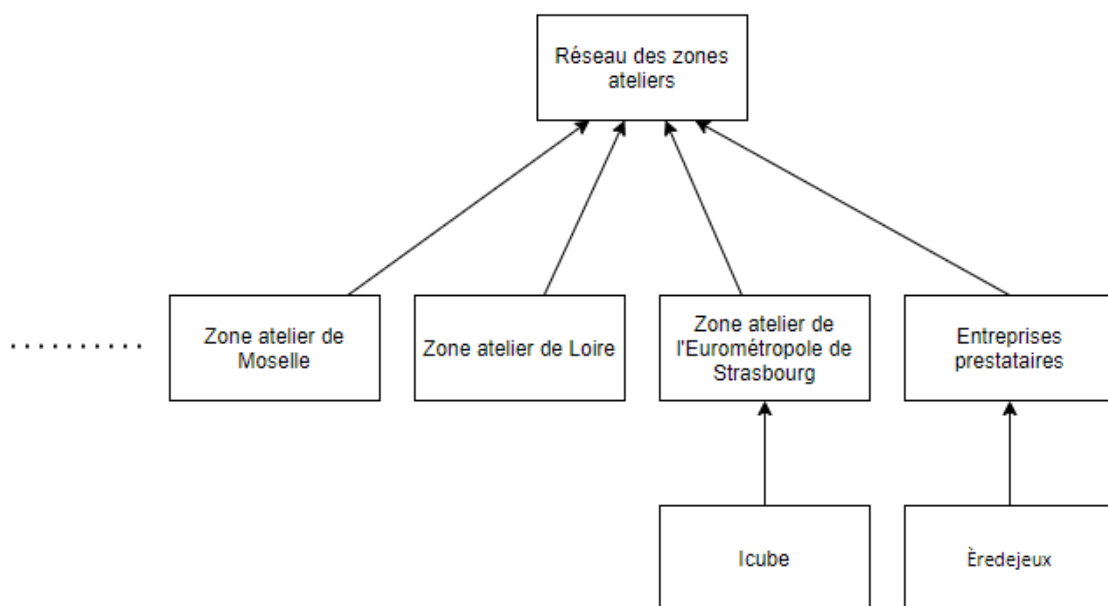 Réseau des zones
ateliers
Zone atelier de
Moselle
Zone atelier de Loire
Zone atelier de
l'Eurométropole de
Strasbourg
Entreprises
prestataires
Icube
Èredejeux